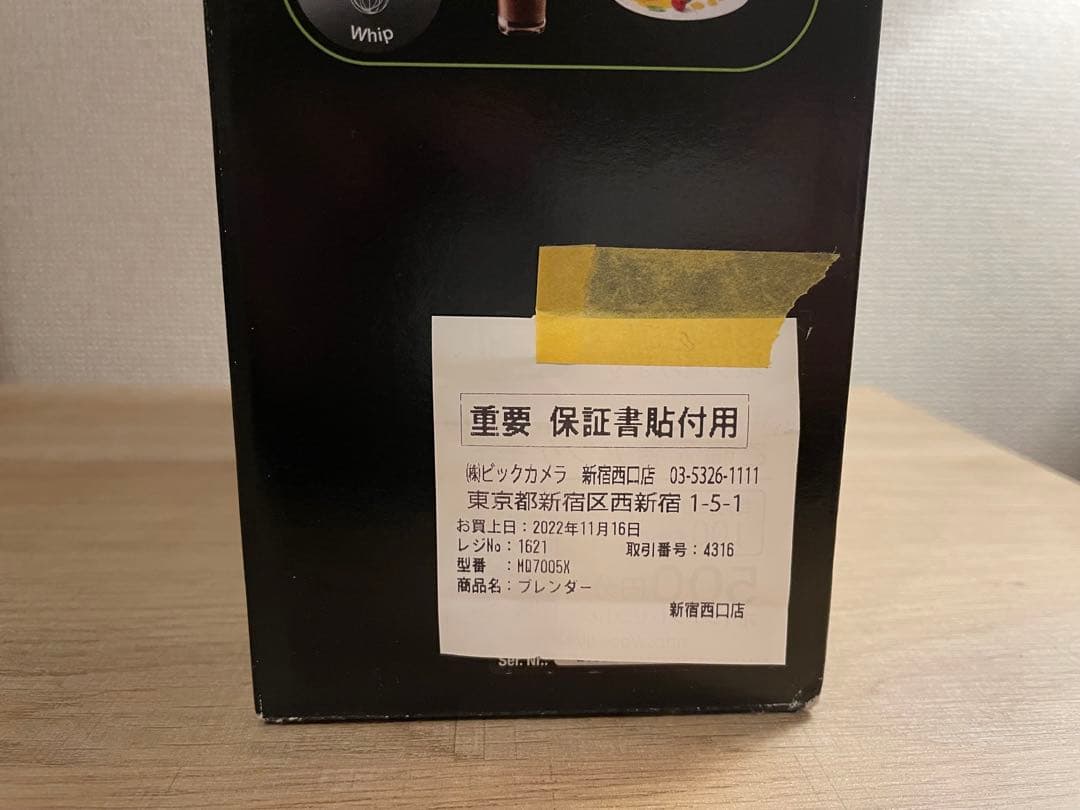 Whip
重要 保証書貼付用
㈱ビックカメラ 新宿西口店 03-5326-1111
東京都新宿区西新宿 1-5-1
お買上日:2022年11月16日
レジNo:1621 取引番号:4316
型番 :MQ7005X
商品名:ブレンダー
新宿西口店
Ser. Nr.: